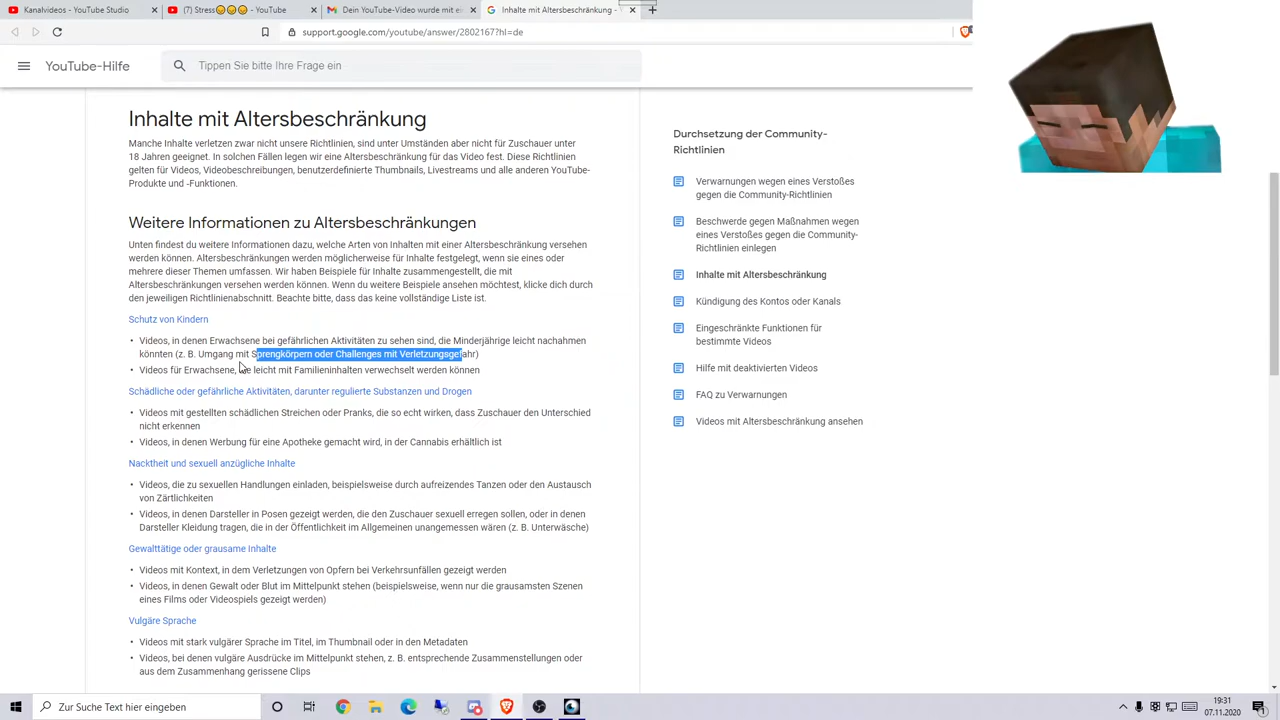 Kanalvideos - YouTube Studio
(7) Stress - YouTube
Dein YouTube-Video wurde mit ei
Inhalte mit Altersbeschränkung -
support.google.com/youtube/answer/2802167?hl=de
YouTube-Hilfe
Tippen Sie bitte Ihre Frage ein
Inhalte mit Altersbeschränkung
Manche Inhalte verletzen zwar nicht unsere Richtlinien, sind unter Umständen aber nicht für Zuschauer unter
18 Jahren geeignet. In solchen Fällen legen wir eine Altersbeschränkung für das Video fest. Diese Richtlinien
gelten für Videos, Videobeschreibungen, benutzerdefinierte Thumbnails, Livestreams und alle anderen YouTube-
Produkte und -Funktionen.
Weitere Informationen zu Altersbeschränkungen
Unten findest du weitere Informationen dazu, welche Arten von Inhalten mit einer Altersbeschränkung versehen
werden können. Altersbeschränkungen werden möglicherweise für Inhalte festgelegt, wenn sie eines oder
mehrere dieser Themen umfassen. Wir haben Beispiele für Inhalte zusammengestellt, die mit
Altersbeschränkungen versehen werden können. Wenn du weitere Beispiele ansehen möchtest, klicke dich durch
den jeweiligen Richtlinienabschnitt. Beachte bitte, dass das keine vollständige Liste ist.
Schutz von Kindern
• Videos, in denen Erwachsene bei gefährlichen Aktivitäten zu sehen sind, die Minderjährige leicht nachahmen
könnten (z. B. Umgang mit Sprengkörpern oder Challenges mit Verletzungsgefahr)
• Videos für Erwachsene, die leicht mit Familieninhalten verwechselt werden können
Schädliche oder gefährliche Aktivitäten, darunter regulierte Substanzen und Drogen
• Videos mit gestellten schädlichen Streichen oder Pranks, die so echt wirken, dass Zuschauer den Unterschied
nicht erkennen
• Videos, in denen Werbung für eine Apotheke gemacht wird, in der Cannabis erhältlich ist
Nacktheit und sexuell anzügliche Inhalte
• Videos, die zu sexuellen Handlungen einladen, beispielsweise durch aufreizendes Tanzen oder den Austausch
von Zärtlichkeiten
• Videos, in denen Darsteller in Posen gezeigt werden, die den Zuschauer sexuell erregen sollen, oder in denen
Darsteller Kleidung tragen, die in der Öffentlichkeit im Allgemeinen unangemessen wären (z. B. Unterwäsche)
Gewalttätige oder grausame Inhalte
• Videos mit Kontext, in dem Verletzungen von Opfern bei Verkehrsunfällen gezeigt werden
• Videos, in denen Gewalt oder Blut im Mittelpunkt stehen (beispielsweise, wenn nur die grausamsten Szenen
eines Films oder Videospiels gezeigt werden)
Vulgäre Sprache
• Videos mit stark vulgärer Sprache im Titel, im Thumbnail oder in den Metadaten
• Videos, bei denen vulgäre Ausdrücke im Mittelpunkt stehen, z. B. entsprechende Zusammenstellungen oder
aus dem Zusammenhang gerissene Clips
Durchsetzung der Community-
Richtlinien
Verwarnungen wegen eines Verstoßes
gegen die Community-Richtlinien
Beschwerde gegen Maßnahmen wegen
eines Verstoßes gegen die Community-
Richtlinien einlegen
Inhalte mit Altersbeschränkung
Kündigung des Kontos oder Kanals
Eingeschränkte Funktionen für
bestimmte Videos
Hilfe mit deaktivierten Videos
FAQ zu Verwarnungen
Videos mit Altersbeschränkung ansehen
Zur Suche Text hier eingeben
19:31
07.11.2020